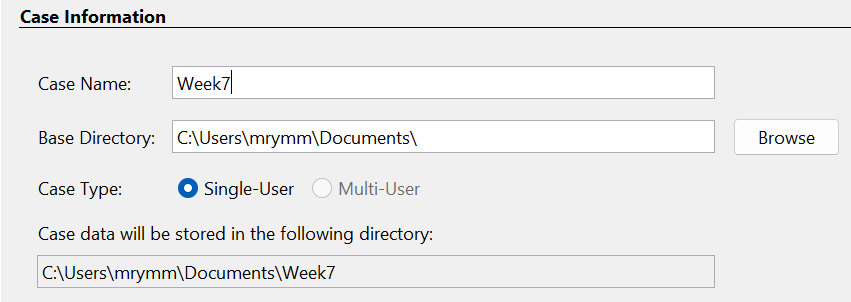 Case Information
Case Name: Week7
Base Directory: C:\Users\mrymm\Documents\ Browse
Case Type: Single-User Multi-User
Case data will be stored in the following directory:
C:\Users\mrymm\Documents\Week7